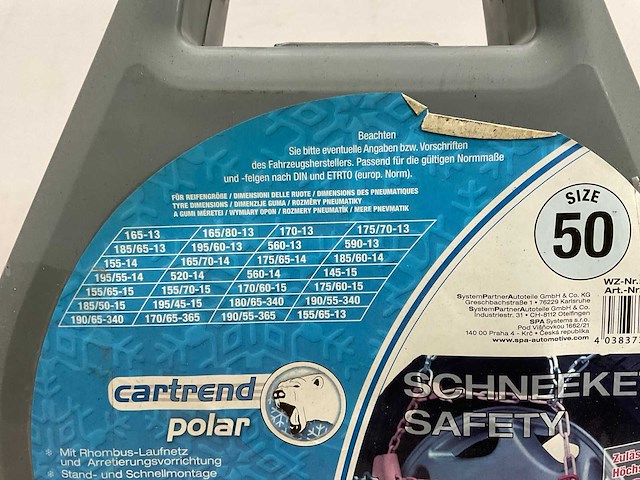 Beachten
Sie bitte eventuelle Angaben bzw. Vorschriften
des Fahrzeugsherstellers. Passend für die gültigen Normmaße
und -felgen nach DIN und ETRTO (europ. Norm).
FÜR REIFENGRÖßE / DIMENSIONI DELLE RUOTE / DIMENSIONS DES PNEUMATIQUES
TYRE DIMENSIONS / DIMENZIJE GUMA / ROZMĚRY PNEUMATIKY
A GUMI MÉRETEI / WYMIARY OPON / ROZMERY PNEUMATÍK / MERE PNEVMATIK
165-13 165/80-13 170-13 175/70-13
185/65-13 195/60-13 560-13 590-13
155-14 165/70-14 175/65-14 185/60-14
195/55-14 520-14 560-14 145-15
155/65-15 155/70-15 170/60-15 175/60-15
185/50-15 195/45-15 180/65-340 190/55-340
190/65-340 170/65-365 190/55-365 155/65-13
SIZE
50
WZ-Nr.
Art.-Nr.
SystemPartnerAutoteile GmbH & Co. KG
Greschbachstraße 1 • 76229 Karlsruhe
SystemPartnerAutoteile GmbH & Co.
Industriestr. 31 • CH-8112 Otelfingen
SPA Systems s.r.o.
Pod Višňovkou 1662/21
140 00 Praha 4 - Krč • Česká republika
www.spa-automotive.com
4 03837
cartrend
polar
SCHNEEKE
SAFETY
* Mit Rhombus-Laufnetz
und Arretierungsvorrichtung
* Stand- und Schnellmontage
Zuläs
Höchs